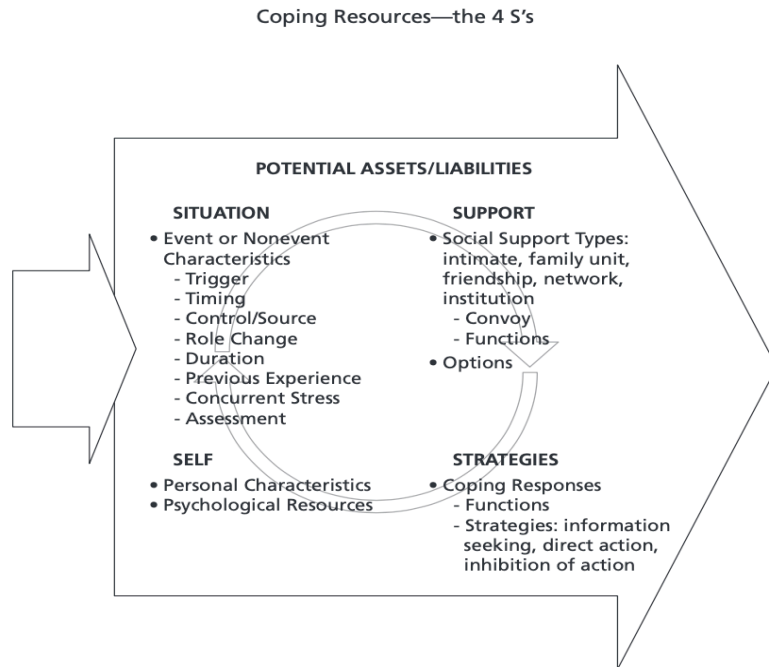 Coping Resources—the 4 S’s
POTENTIAL ASSETS/LIABILITIES
SITUATION
• Event or Nonevent
Characteristics
- Trigger
- Timing
- Control/Source
- Role Change
- Duration
- Previous Experience
- Concurrent Stress
- Assessment
SUPPORT
• Social Support Types:
intimate, family unit,
friendship, network,
institution
- Convoy
- Functions
• Options
SELF
• Personal Characteristics
• Psychological Resources
STRATEGIES
• Coping Responses
- Functions
- Strategies: information
seeking, direct action,
inhibition of action